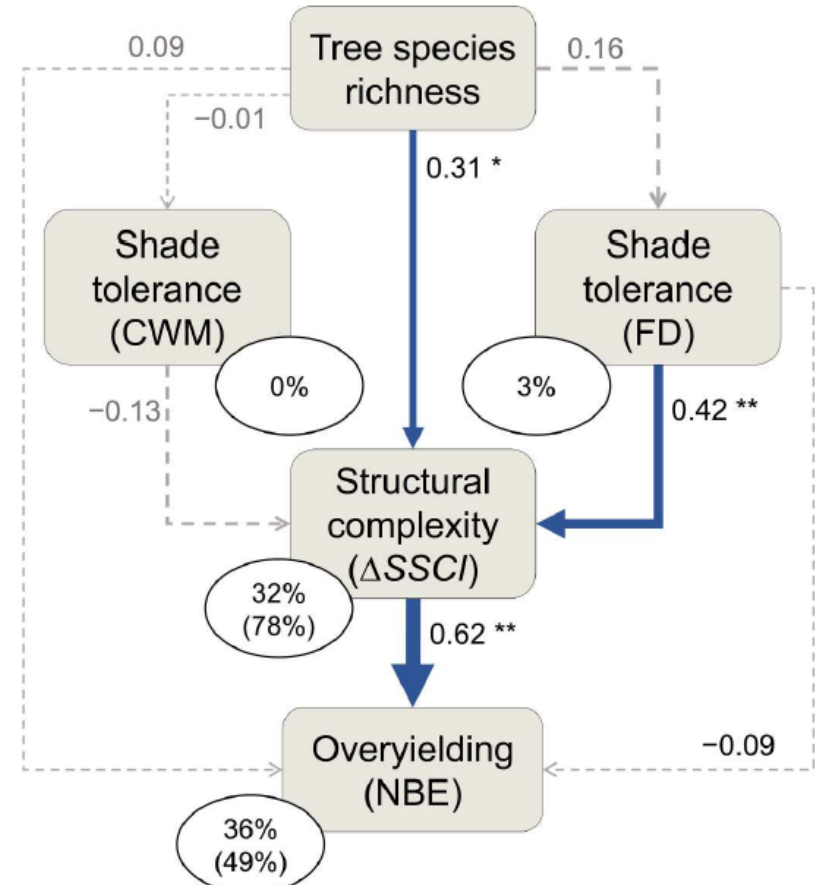 0.09
Tree species
richness
0.16
−0.01
0.31 *
Shade
tolerance
(CWM)
Shade
tolerance
(FD)
0%
3%
−0.13
0.42 **
Structural
complexity
(ΔSSCI)
32%
(78%)
0.62 **
Overyielding
(NBE)
−0.09
36%
(49%)